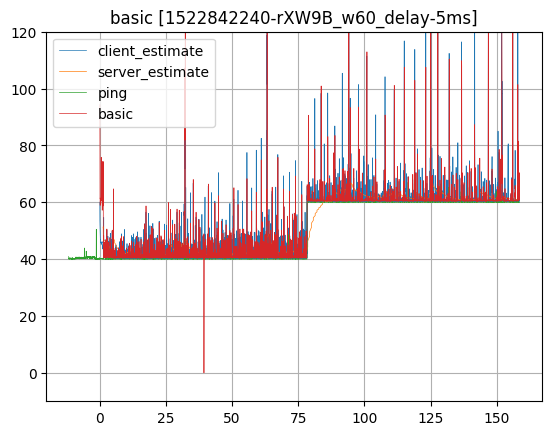 basic [1522842240-rXW9B_w60_delay-5ms]
120
100
80
60
40
20
0
client_estimate
server_estimate
ping
basic
0 25 50 75 100 125 150